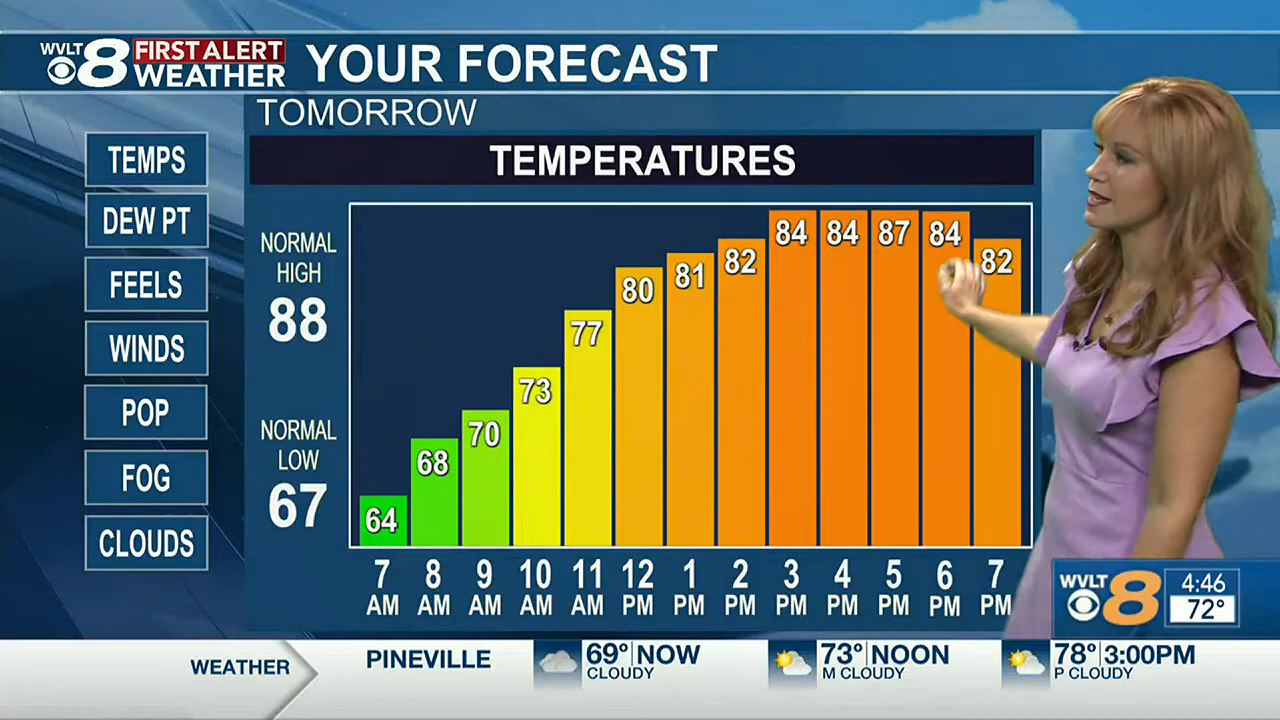 WVLT 8 FIRST ALERT WEATHER
YOUR FORECAST
TOMORROW
TEMPERATURES
TEMPS
DEW PT
FEELS
WINDS
POP
FOG
CLOUDS
NORMAL
HIGH
88
NORMAL
LOW
67
64 68 70 73 77 80 81 82 84 84 87 84 82
7 8 9 10 11 12 1 2 3 4 5 6 7
AM AM AM AM AM PM PM PM PM PM PM PM PM
WVLT 8
4:46
72°
WEATHER
PINEVILLE
69° NOW
CLOUDY
73° NOON
M CLOUDY
78° 3:00PM
P CLOUDY